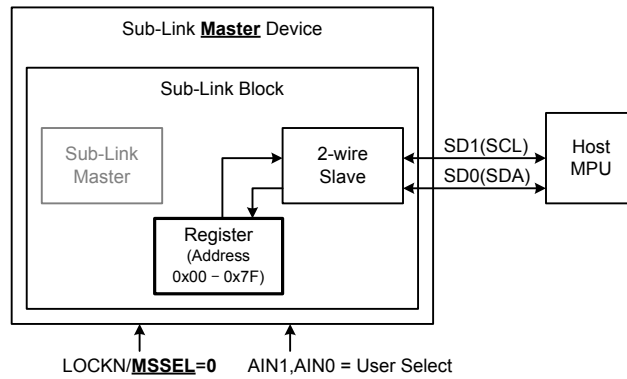 Sub-Link Master Device
Sub-Link Block
Sub-Link
Master
2-wire
Slave
SD1(SCL)
SD0(SDA)
Host
MPU
Register
(Address
0x00 – 0x7F)
LOCKN/MSSEL=0
AIN1,AIN0 = User Select